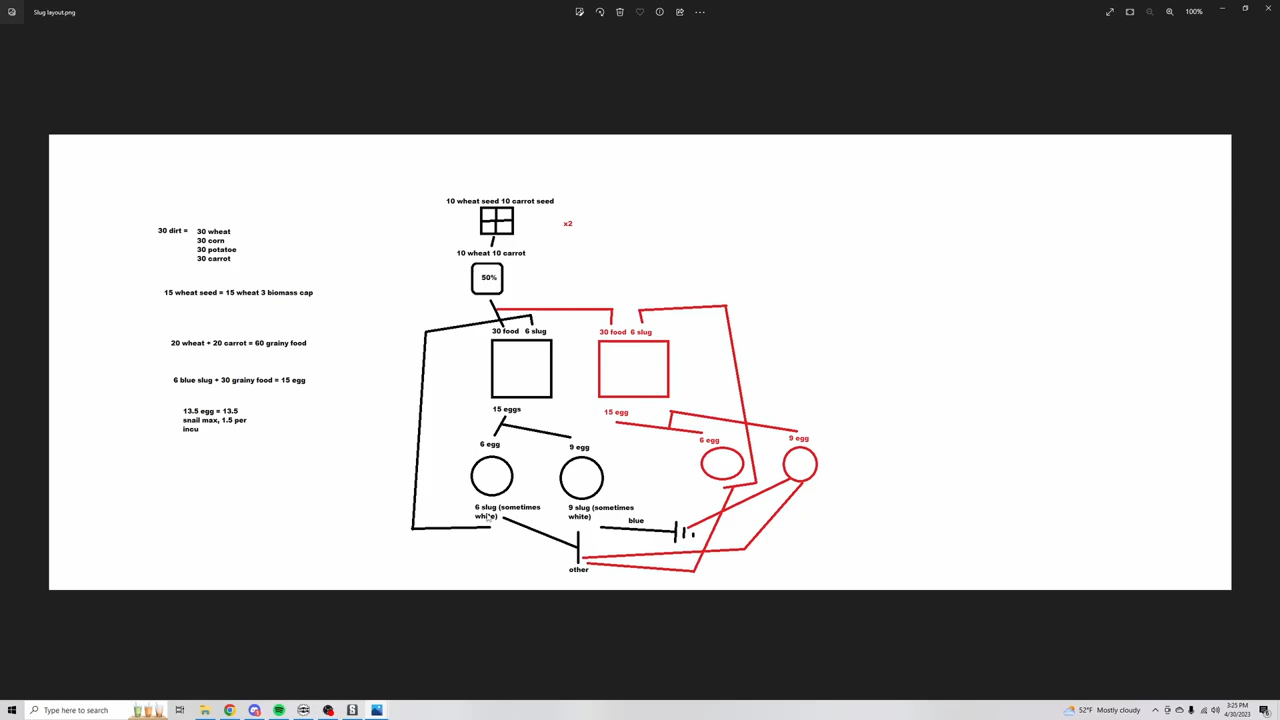 Slug layout.png
100%
10 wheat seed 10 carrot seed
x2
30 dirt =
30 wheat
30 corn
30 potatoe
30 carrot
10 wheat 10 carrot
50%
15 wheat seed = 15 wheat 3 biomass cap
30 food 6 slug
30 food 6 slug
20 wheat + 20 carrot = 60 grainy food
6 blue slug + 30 grainy food = 15 egg
13.5 egg = 13.5
snail max, 1.5 per
incu
15 eggs
15 egg
6 egg
9 egg
6 egg
9 egg
6 slug (sometimes
white)
9 slug (sometimes
white)
blue
other
Type here to search
52°F Mostly cloudy
3:25 PM
4/30/2023